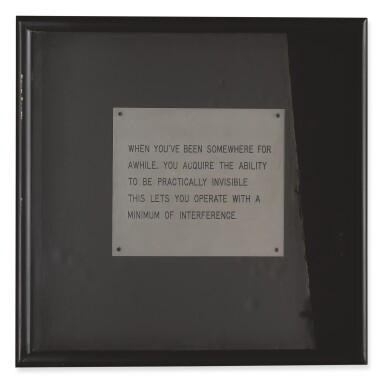 WHEN YOU'VE BEEN SOMEWHERE FOR
AWHILE, YOU ACQUIRE THE ABILITY
TO BE PRACTICALLY INVISIBLE.
THIS LETS YOU OPERATE WITH A
MINIMUM OF INTERFERENCE.